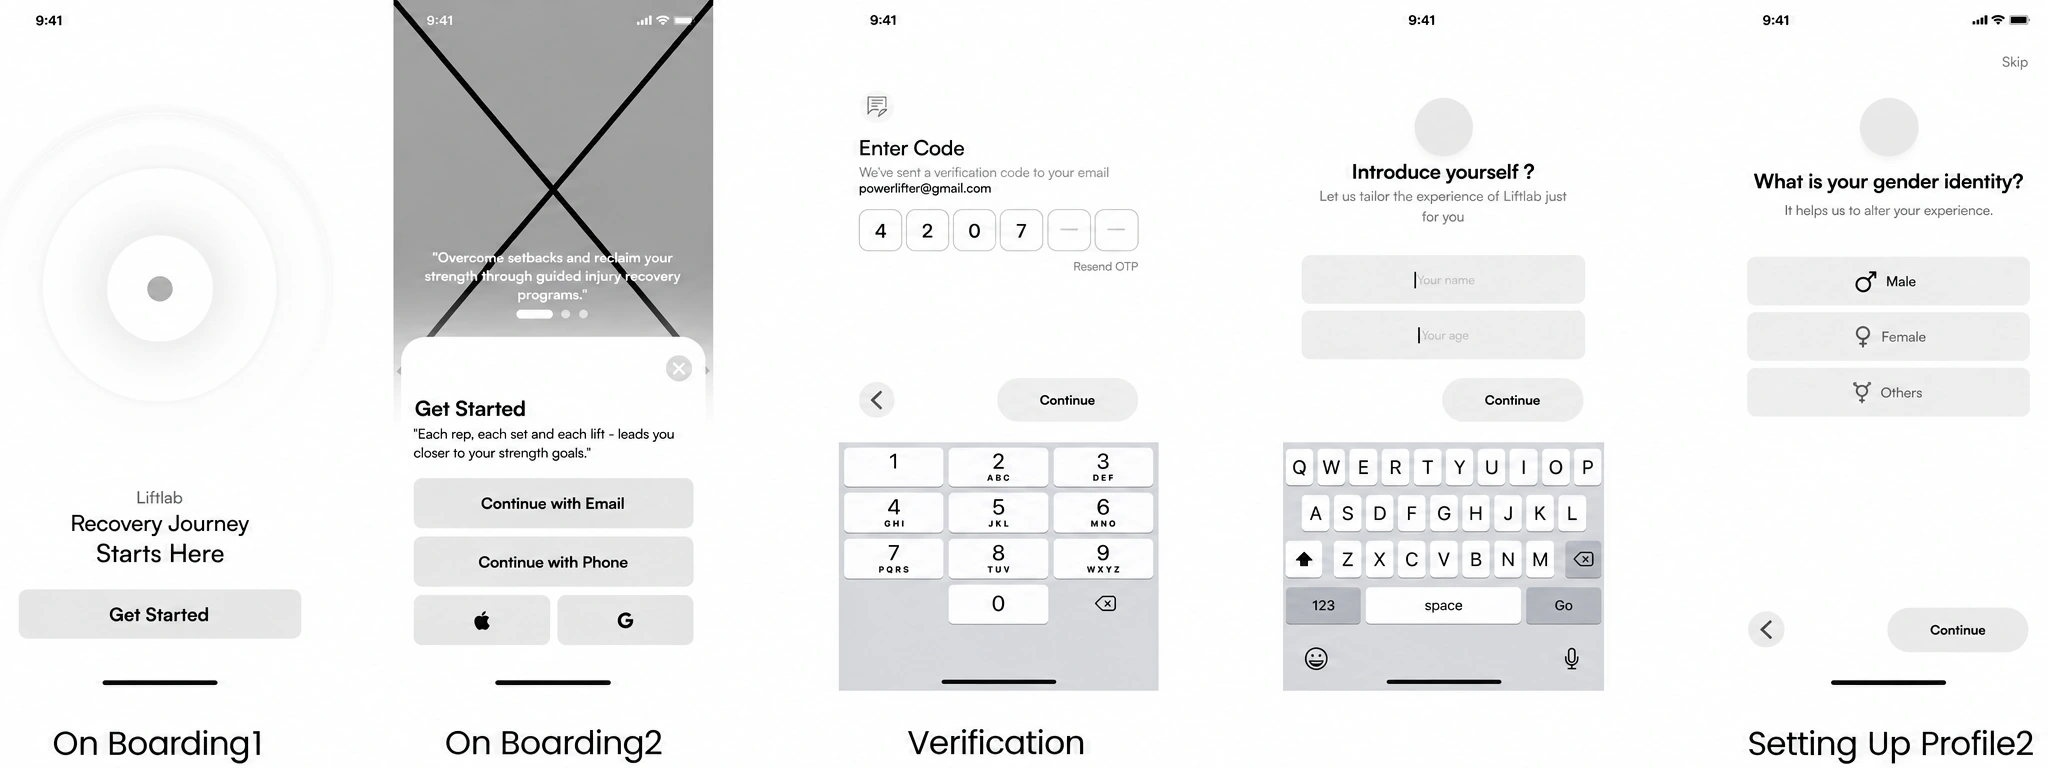 9:41
Liftlab
Recovery Journey
Starts Here
Get Started
On Boarding1
9:41
"Overcome setbacks and reclaim your
strength through guided injury recovery
programs."
Get Started
"Each rep, each set and each lift - leads you
closer to your strength goals."
Continue with Email
Continue with Phone
G
On Boarding2
9:41
Enter Code
We've sent a verification code to your email
powerlifter@gmail.com
4 2 0 7 — —
Resend OTP
Continue
1 2 ABC 3 DEF
4 GHI 5 JKL 6 MNO
7 PQRS 8 TUV 9 WXYZ
0
Verification
9:41
Introduce yourself ?
Let us tailor the experience of Liftlab just
for you
Your name
Your age
Continue
Q W E R T Y U I O P
A S D F G H J K L
Z X C V B N M
123 space Go
9:41
Skip
What is your gender identity?
It helps us to alter your experience.
Male
Female
Others
Continue
Setting Up Profile2